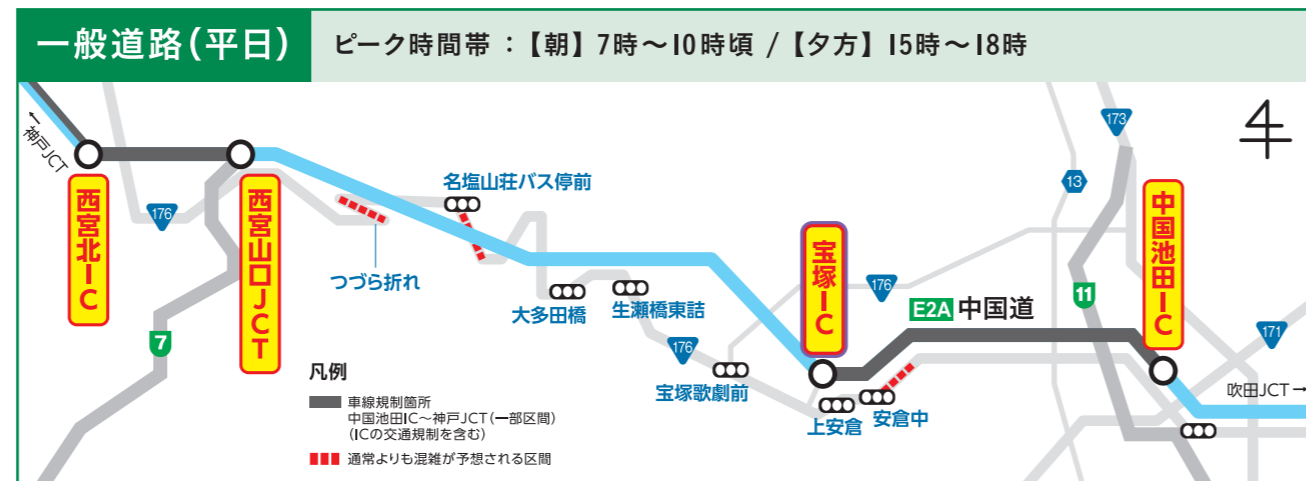 一般道路(平日)
ピーク時間帯：【朝】7時～10時頃 /【夕方】15時～18時
←神戸JCT
西宮北IC
176
西宮山口JCT
7
つづら折れ
名塩山荘バス停前
大多田橋
生瀬橋東詰
176
宝塚歌劇前
宝塚IC
176
上安倉
安倉中
E2A 中国道
13
173
11
中国池田IC
171
吹田JCT→
凡例
車線規制箇所
中国池田IC～神戸JCT(一部区間)
(ICの交通規制を含む)
通常よりも混雑が予想される区間